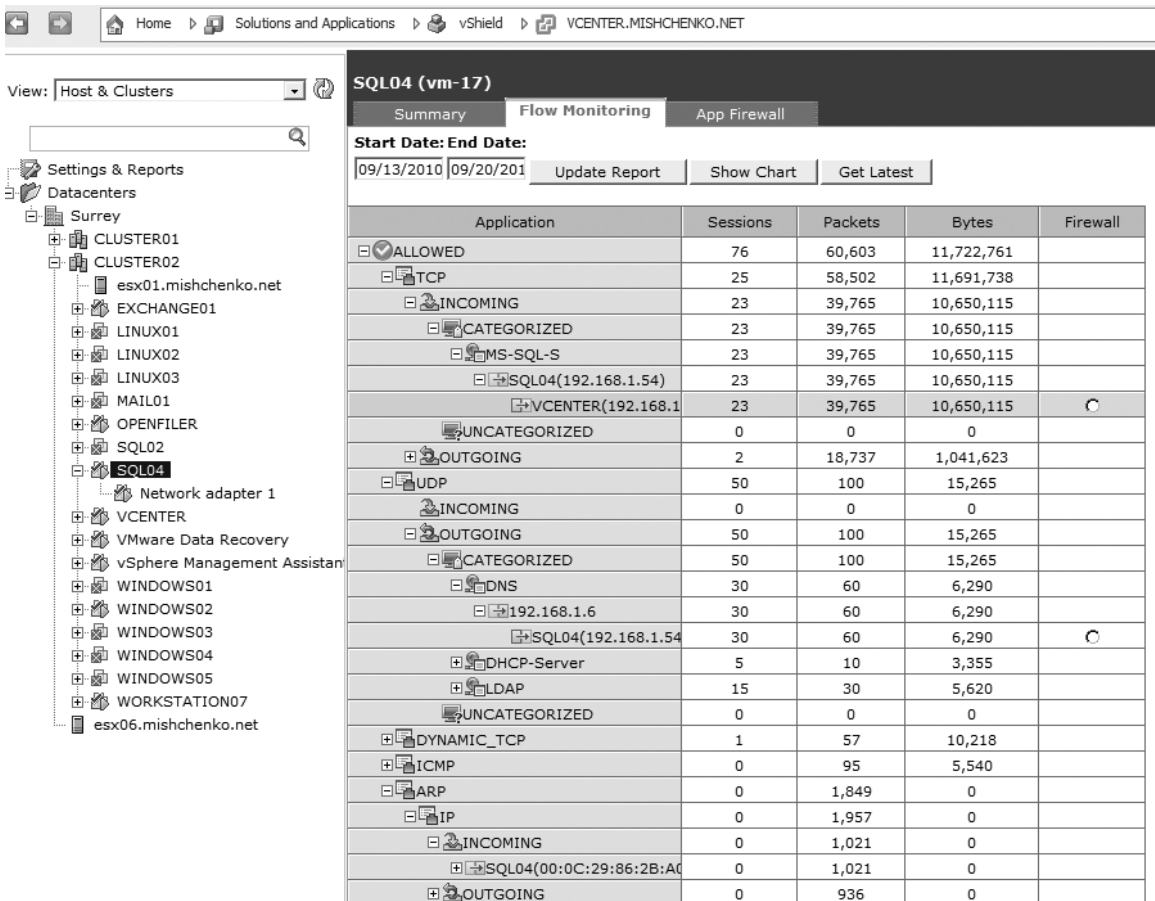 Home Solutions and Applications vShield VCENTER.MISHCHENKO.NET
View: Host & Clusters
Settings & Reports
Datacenters
Surrey
CLUSTER01
CLUSTER02
esx01.mishchenko.net
EXCHANGE01
LINUX01
LINUX02
LINUX03
MAIL01
OPENFILER
SQL02
SQL04
Network adapter 1
VCENTER
VMware Data Recovery
vSphere Management Assistan
WINDOWS01
WINDOWS02
WINDOWS03
WINDOWS04
WINDOWS05
WORKSTATION07
esx06.mishchenko.net
SQL04 (vm-17)
Summary Flow Monitoring App Firewall
Start Date: End Date:
09/13/2010 09/20/201 Update Report Show Chart Get Latest
Application Sessions Packets Bytes Firewall
ALLOWED 76 60,603 11,722,761
TCP 25 58,502 11,691,738
INCOMING 23 39,765 10,650,115
CATEGORIZED 23 39,765 10,650,115
MS-SQL-S 23 39,765 10,650,115
SQL04(192.168.1.54) 23 39,765 10,650,115
VCENTER(192.168.1 23 39,765 10,650,115
UNCATEGORIZED 0 0 0
OUTGOING 2 18,737 1,041,623
UDP 50 100 15,265
INCOMING 0 0 0
OUTGOING 50 100 15,265
CATEGORIZED 50 100 15,265
DNS 30 60 6,290
192.168.1.6 30 60 6,290
SQL04(192.168.1.54 30 60 6,290
DHCP-Server 5 10 3,355
LDAP 15 30 5,620
UNCATEGORIZED 0 0 0
DYNAMIC_TCP 1 57 10,218
ICMP 0 95 5,540
ARP 0 1,849 0
IP 0 1,957 0
INCOMING 0 1,021 0
SQL04(00:0C:29:86:2B:A0 0 1,021 0
OUTGOING 0 936 0